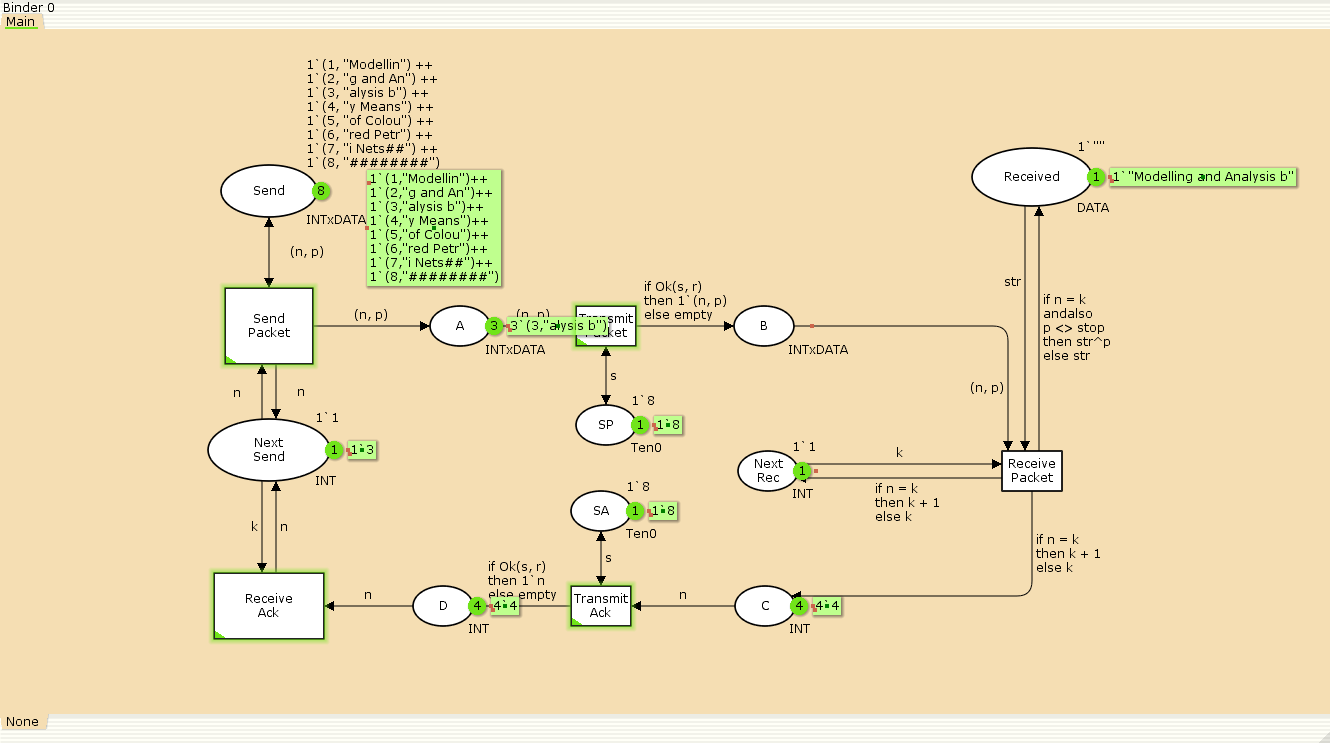 Binder 0
Main
1`(1, "Modellin") ++
1`(2, "g and An") ++
1`(3, "alysis b") ++
1`(4, "y Means") ++
1`(5, "of Colou") ++
1`(6, "red Petr") ++
1`(7, "i Nets##") ++
1`(8, "########")
Send
8
INTxDATA
1`(1,"Modellin")++
1`(2,"g and An")++
1`(3,"alysis b")++
1`(4,"y Means")++
1`(5,"of Colou")++
1`(6,"red Petr")++
1`(7,"i Nets##")++
1`(8,"########")
1`""
Received
1
1`"Modelling and Analysis b"
DATA
(n, p)
Send
Packet
(n, p)
A
3
3`(3,"alysis b")
INTxDATA
(n, p)
Transmit
Packet
if Ok(s, r)
then 1`(n, p)
else empty
B
INTxDATA
str
if n = k
andalso
p <> stop
then str^p
else str
(n, p)
n
n
s
1`8
SP
1
1`8
Ten0
1`1
Next
Send
1
1`3
INT
1`1
Next
Rec
1
INT
k
if n = k
then k + 1
else k
Receive
Packet
1`8
SA
1
1`8
Ten0
k
n
s
if n = k
then k + 1
else k
Receive
Ack
n
D
4
4`4
INT
if Ok(s, r)
then 1`n
else empty
Transmit
Ack
n
C
4
4`4
INT
None